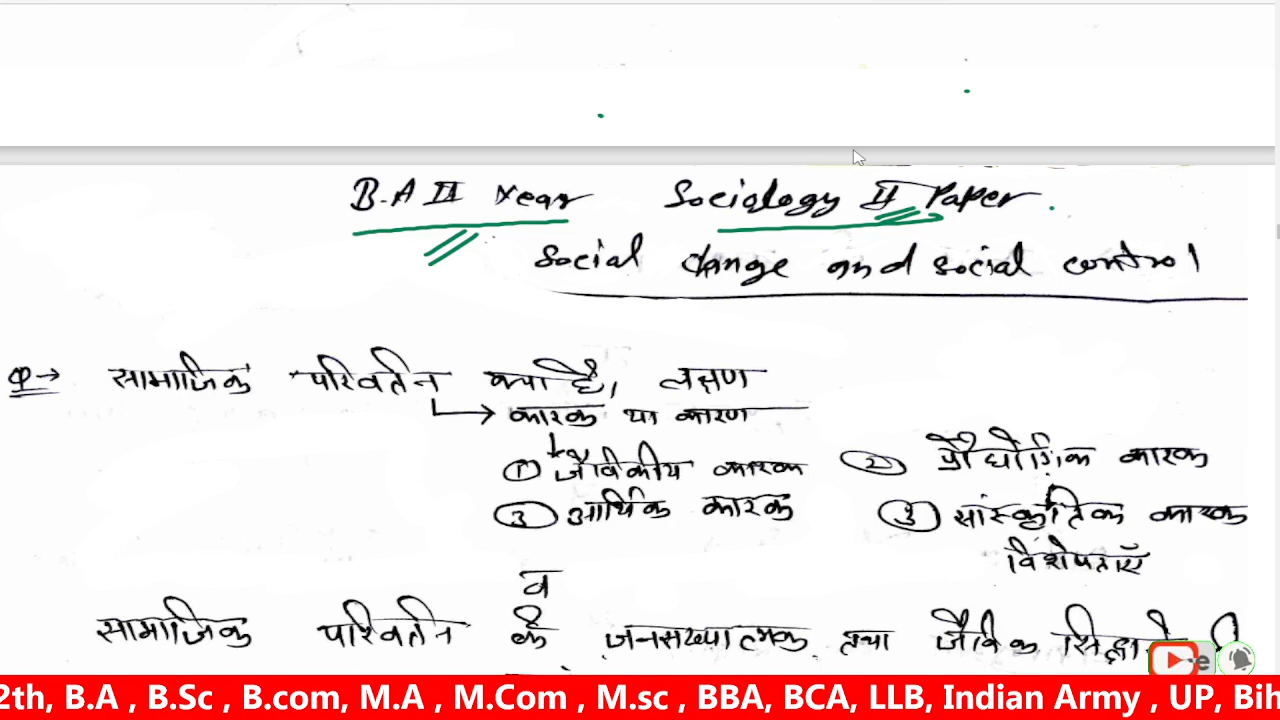 B.A II Year Sociology II Paper.
Social change and social control
Q→ सामाजिक परिवर्तन क्या है, लक्षण
→ कारक या कारण
① जैविकीय कारक ② प्रौद्योगिक कारक
③ आर्थिक कारक सांस्कृतिक कारक
विशेषताएँ
व
सामाजिक परिवर्तन के जनसंख्यात्मक तथा जैविक
2th, B.A , B.Sc , B.com, M.A , M.Com , M.sc , BBA, BCA, LLB, Indian Army , UP, Bih